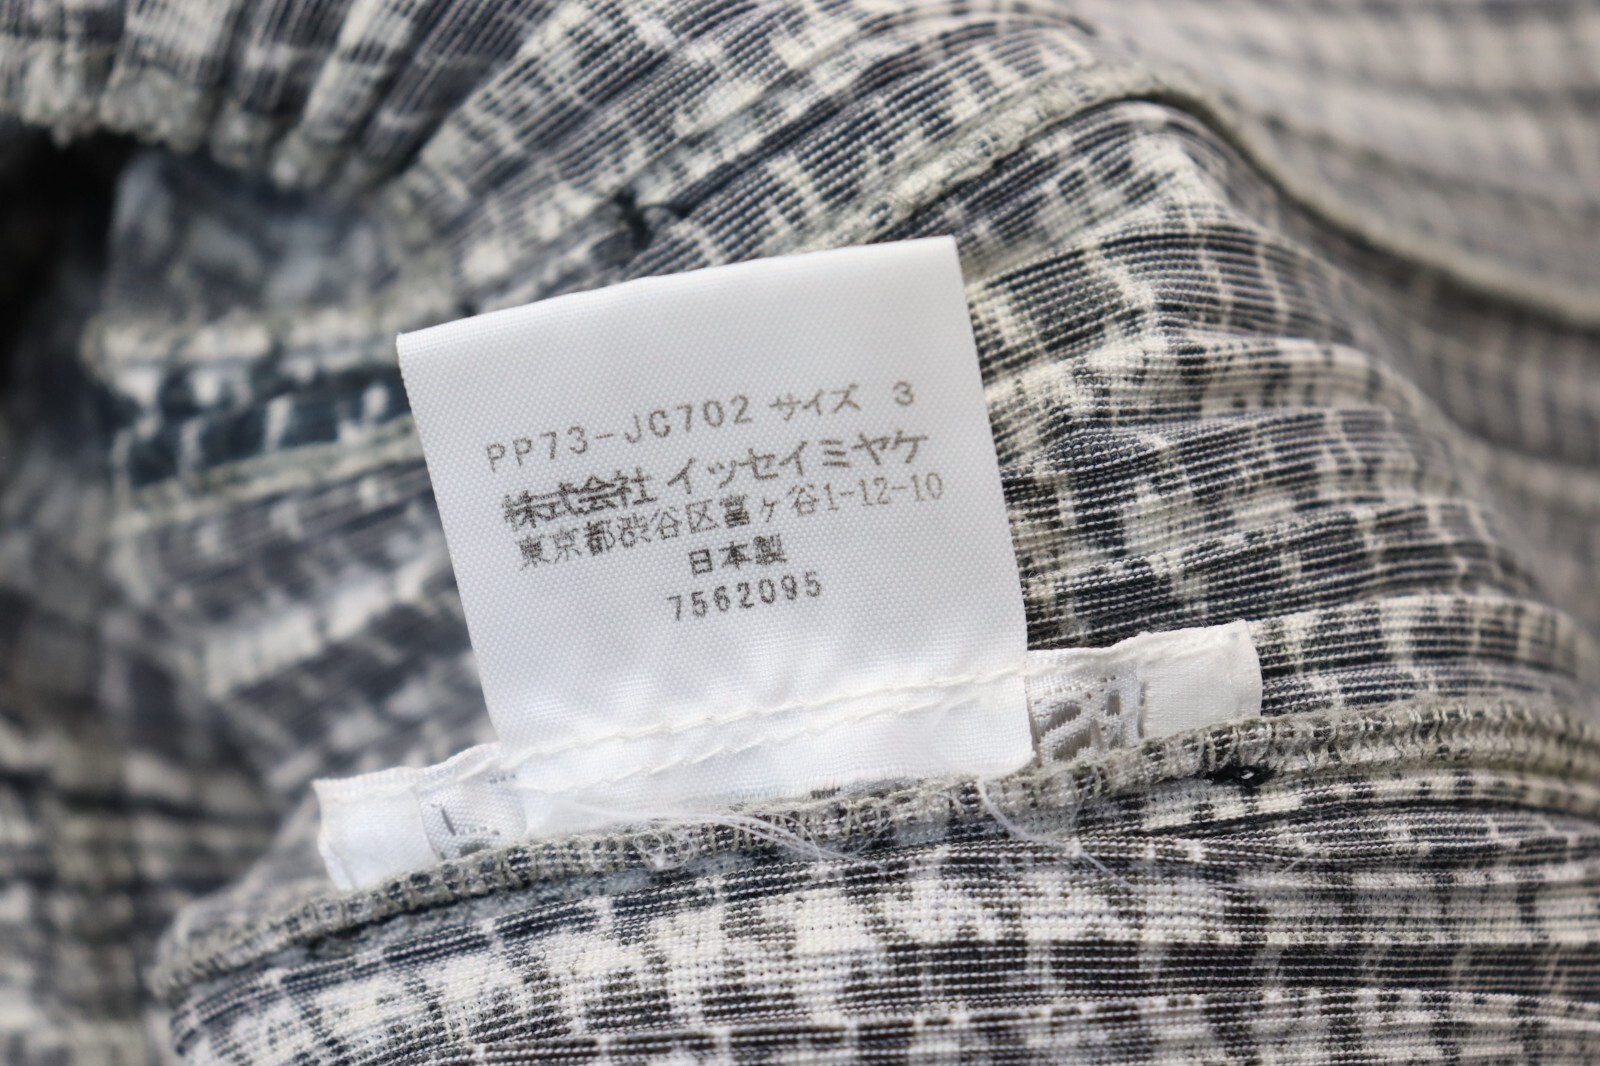 PP73-JC702 サイズ 3
株式会社 イッセイミヤケ
東京都渋谷区富ヶ谷1-12-10
日本製
7562095